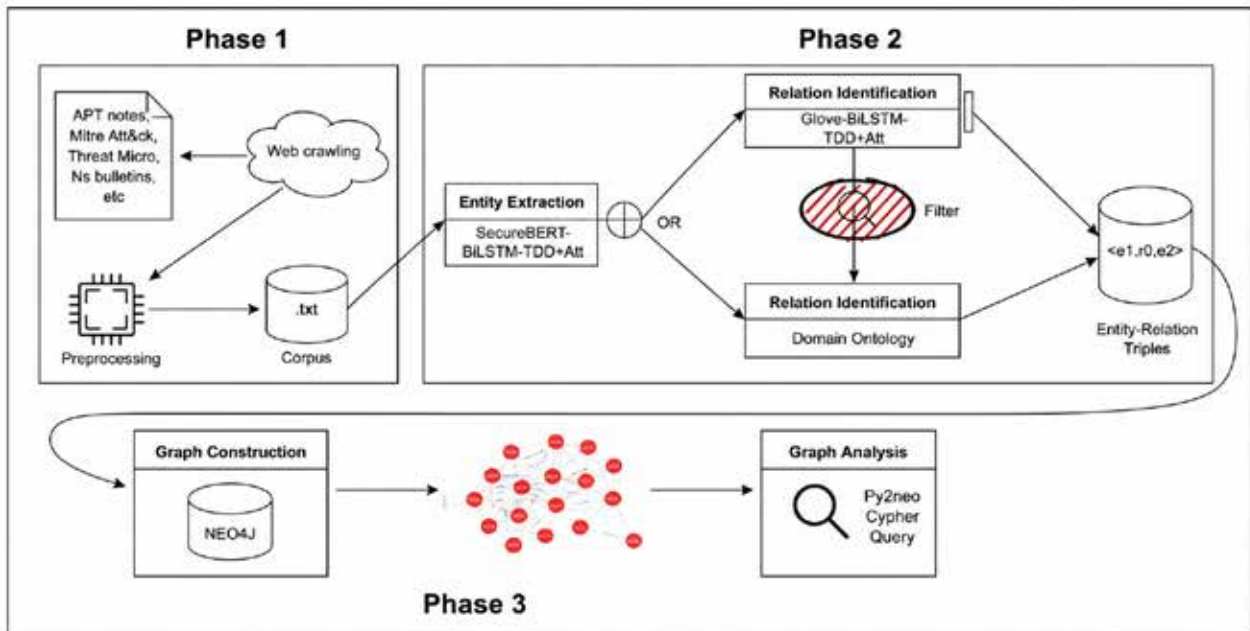 Phase 1
Phase 2
APT notes,
Mitre Att&ck,
Threat Micro,
Ns bulletins,
etc
Web crawling
Preprocessing
.txt
Corpus
Entity Extraction
SecureBERT-
BiLSTM-TDD+Att
OR
Relation Identification
Glove-BiLSTM-
TDD+Att
Filter
Relation Identification
Domain Ontology
<e1,r0,e2>
Entity-Relation
Triples
Graph Construction
NEO4J
Graph Analysis
Py2neo
Cypher
Query
Phase 3